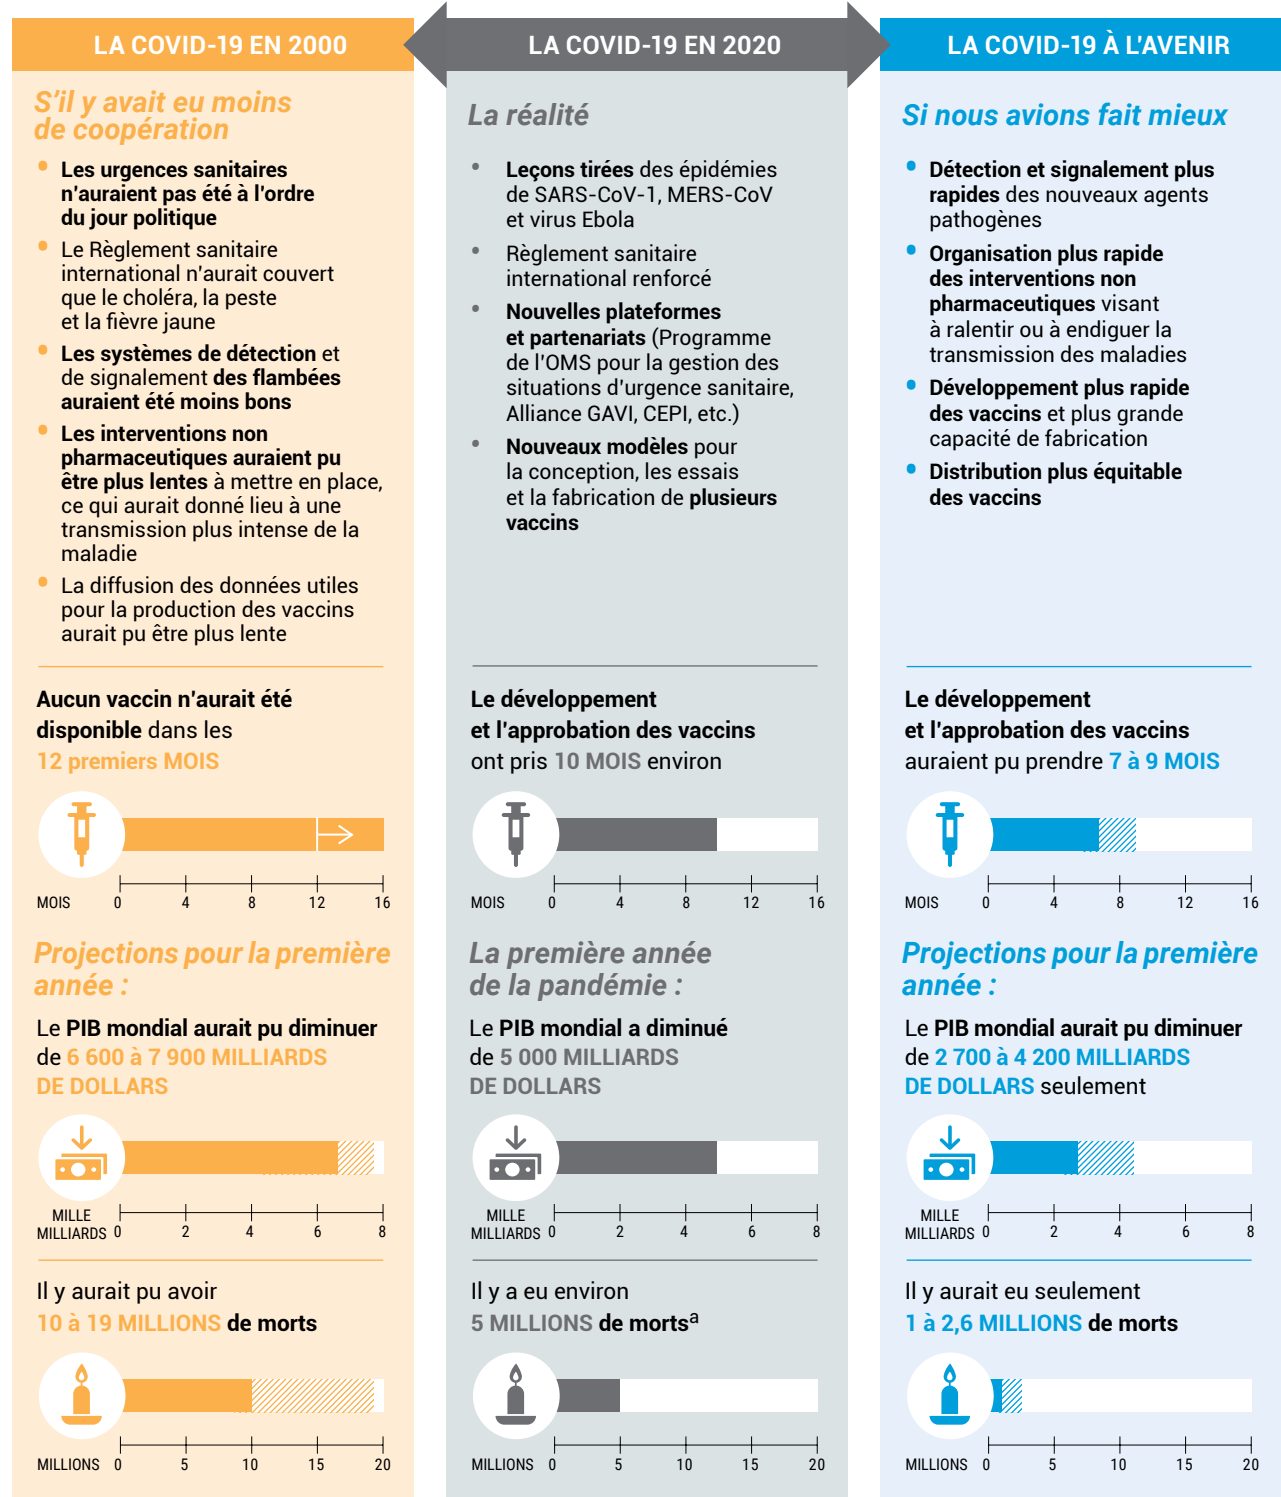 LA COVID-19 EN 2000
S'il y avait eu moins
de coopération
• Les urgences sanitaires
n'auraient pas été à l'ordre
du jour politique
• Le Règlement sanitaire
international n'aurait couvert
que le choléra, la peste
et la fièvre jaune
• Les systèmes de détection et
de signalement des flambées
auraient été moins bons
• Les interventions non
pharmaceutiques auraient pu
être plus lentes à mettre en place,
ce qui aurait donné lieu à une
transmission plus intense de la
maladie
• La diffusion des données utiles
pour la production des vaccins
aurait pu être plus lente
Aucun vaccin n'aurait été
disponible dans les
12 premiers MOIS
MOIS 0 4 8 12 16
Projections pour la première
année :
Le PIB mondial aurait pu diminuer
de 6 600 à 7 900 MILLIARDS
DE DOLLARS
MILLE
MILLIARDS 0 2 4 6 8
Il y aurait pu avoir
10 à 19 MILLIONS de morts
MILLIONS 0 5 10 15 20
LA COVID-19 EN 2020
La réalité
• Leçons tirées des épidémies
de SARS-CoV-1, MERS-CoV
et virus Ebola
• Règlement sanitaire
international renforcé
• Nouvelles plateformes
et partenariats (Programme
de l'OMS pour la gestion des
situations d'urgence sanitaire,
Alliance GAVI, CEPI, etc.)
• Nouveaux modèles pour
la conception, les essais
et la fabrication de plusieurs
vaccins
Le développement
et l'approbation des vaccins
ont pris 10 MOIS environ
MOIS 0 4 8 12 16
La première année
de la pandémie :
Le PIB mondial a diminué
de 5 000 MILLIARDS
DE DOLLARS
MILLE
MILLIARDS 0 2 4 6 8
Il y a eu environ
5 MILLIONS de mortsᵃ
MILLIONS 0 5 10 15 20
LA COVID-19 À L'AVENIR
Si nous avions fait mieux
• Détection et signalement plus
rapides des nouveaux agents
pathogènes
• Organisation plus rapide
des interventions non
pharmaceutiques visant
à ralentir ou à endiguer la
transmission des maladies
• Développement plus rapide
des vaccins et plus grande
capacité de fabrication
• Distribution plus équitable
des vaccins
Le développement
et l'approbation des vaccins
auraient pu prendre 7 à 9 MOIS
MOIS 0 4 8 12 16
Projections pour la première
année :
Le PIB mondial aurait pu diminuer
de 2 700 à 4 200 MILLIARDS
DE DOLLARS seulement
MILLE
MILLIARDS 0 2 4 6 8
Il y aurait eu seulement
1 à 2,6 MILLIONS de morts
MILLIONS 0 5 10 15 20